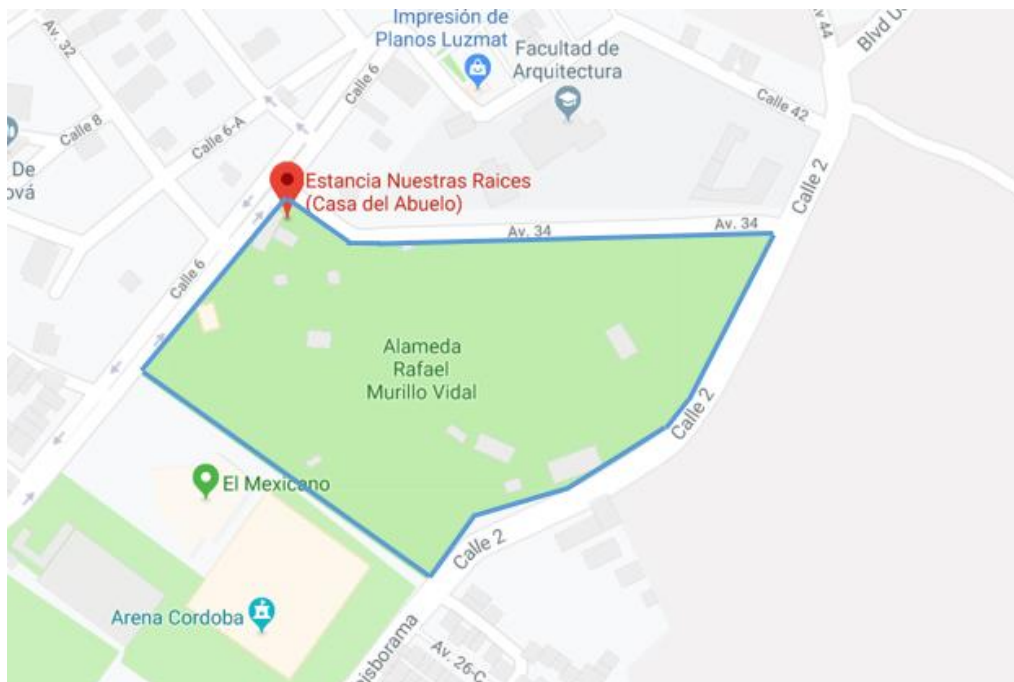 Impresión de
Planos Luzmat
Facultad de
Arquitectura
Av. 32
Calle 6
Av. 44
Blvd
Calle 42
Calle 8
Calle 6-A
De
Estancia Nuestras Raices
(Casa del Abuelo)
Av. 34
Av. 34
Calle 2
Calle 6
Alameda
Rafael
Murillo Vidal
Calle 2
El Mexicano
Calle 2
Arena Cordoba
Av. 26-C